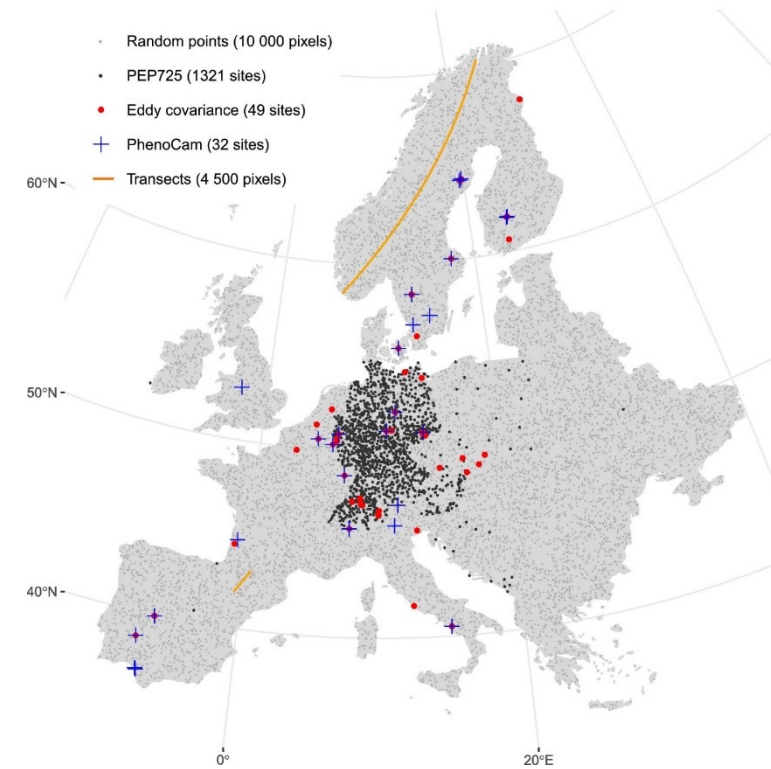 Random points (10 000 pixels)
PEP725 (1321 sites)
Eddy covariance (49 sites)
PhenoCam (32 sites)
Transects (4 500 pixels)
60°N
50°N
40°N
0°
20°E